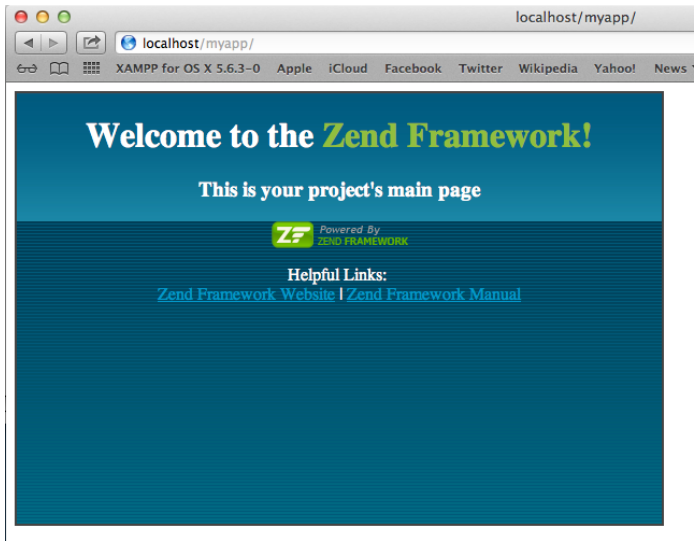 localhost/myapp/
localhost/myapp/
XAMPP for OS X 5.6.3-0 Apple iCloud Facebook Twitter Wikipedia Yahoo! News
Welcome to the Zend Framework!
This is your project's main page
Powered By
ZEND FRAMEWORK
Helpful Links:
Zend Framework Website | Zend Framework Manual